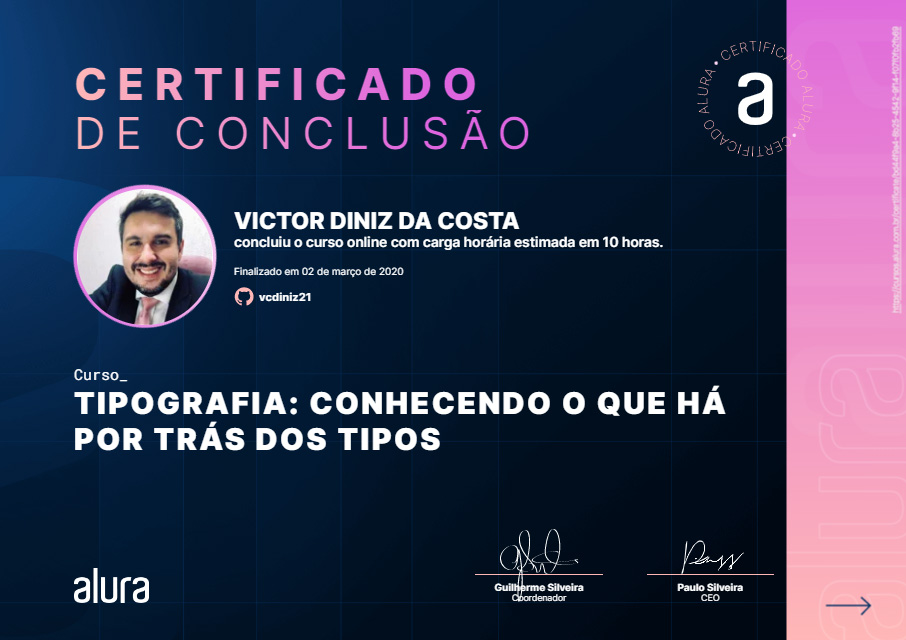 CERTIFICADO
DE CONCLUSÃO
CERTIFICADO ALURA • CERTIFICADO ALURA •
a
VICTOR DINIZ DA COSTA
concluiu o curso online com carga horária estimada em 10 horas.
Finalizado em 02 de março de 2020
vcdiniz21
Curso_
TIPOGRAFIA: CONHECENDO O QUE HÁ
POR TRÁS DOS TIPOS
alura
Guilherme Silveira
Coordenador
Paulo Silveira
CEO
alura